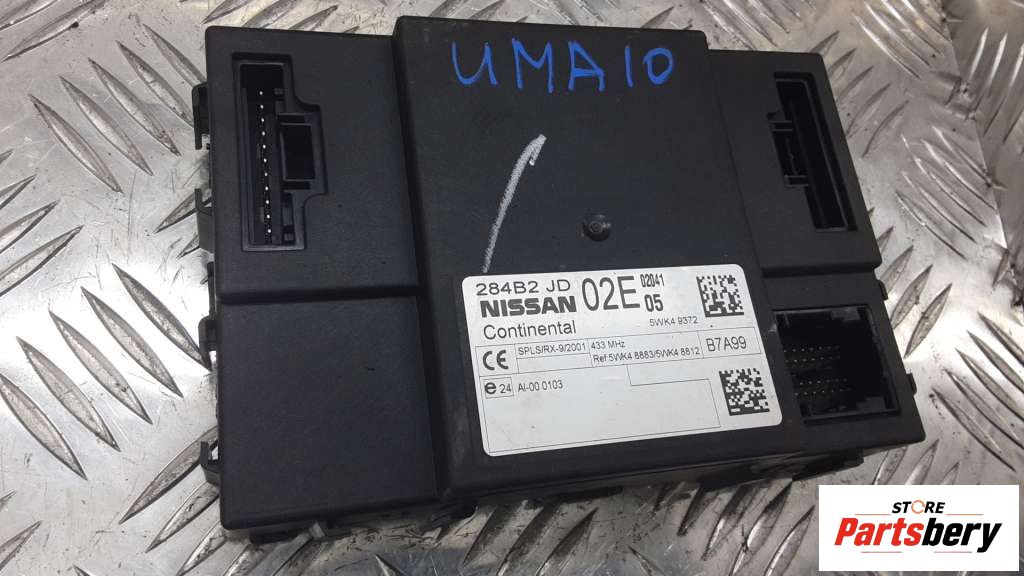 UMA10
284B2 JD
NISSAN
Continental
02E
02041
05
5WK4 9372
CE
SPLS/RX-9/2001
433 MHz
Ref 5WK4 8883/5WK4 8812
B7A99
e 24
AI-00 0103
STORE
Partsbery